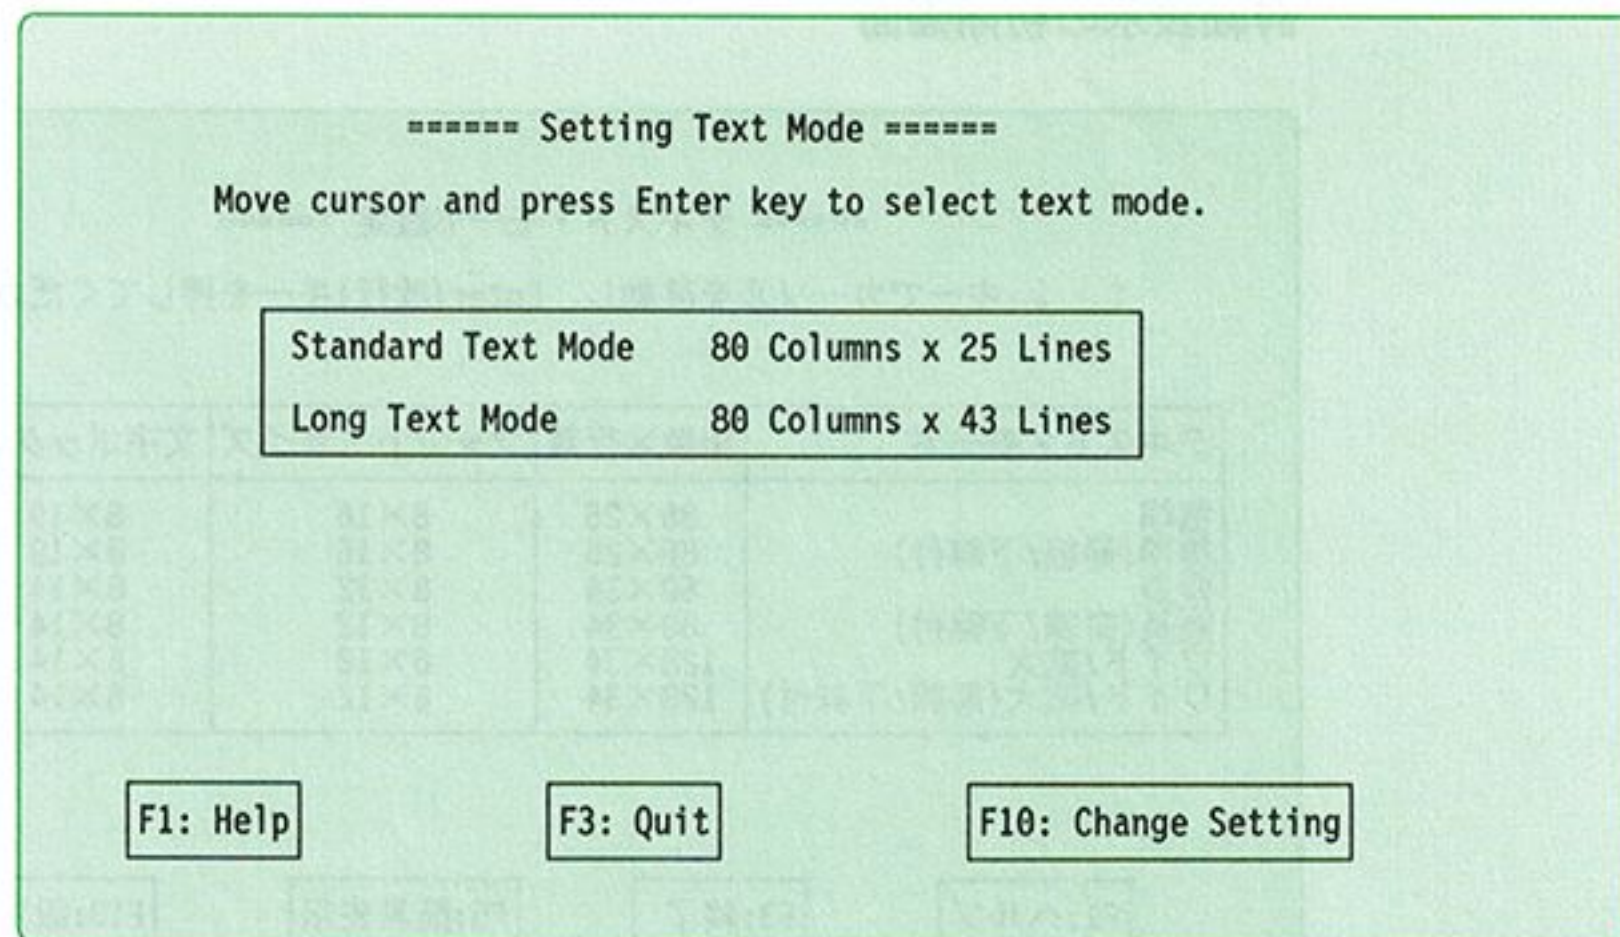 ====== Setting Text Mode ======
Move cursor and press Enter key to select text mode.
Standard Text Mode 80 Columns x 25 Lines
Long Text Mode 80 Columns x 43 Lines
F1: Help F3: Quit F10: Change Setting